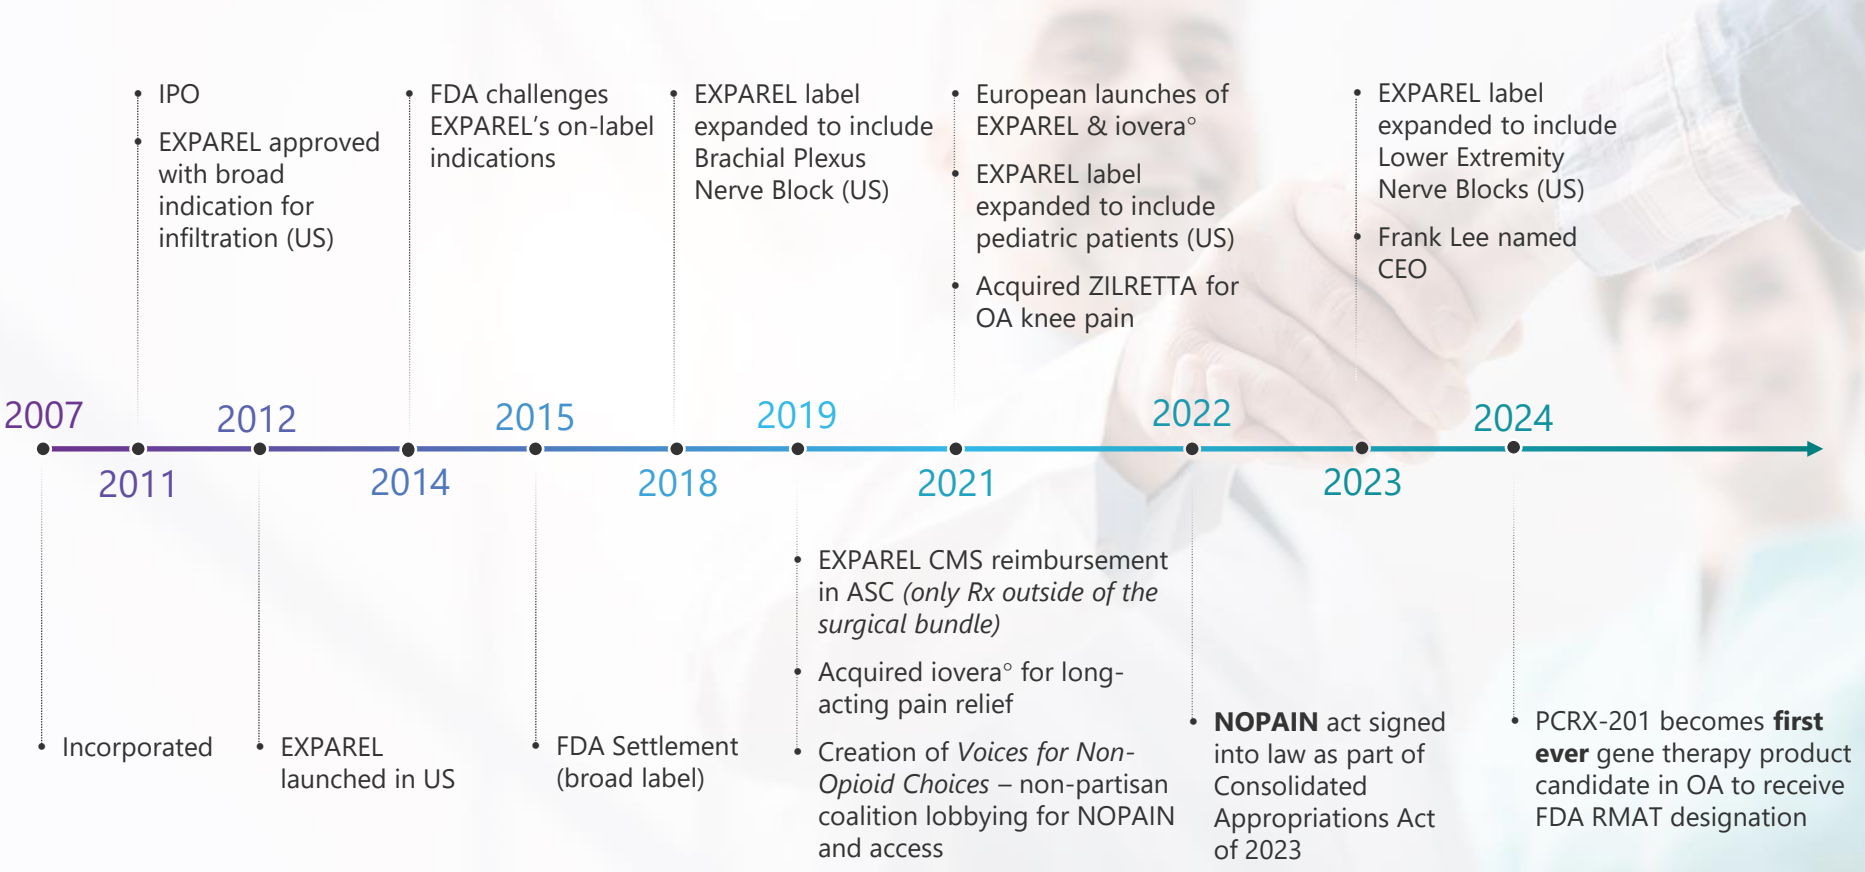 • IPO
• EXPAREL approved
with broad
indication for
infiltration (US)
• FDA challenges
EXPAREL’s on-label
indications
• EXPAREL label
expanded to include
Brachial Plexus
Nerve Block (US)
• European launches of
EXPAREL & iovera°
• EXPAREL label
expanded to include
pediatric patients (US)
• Acquired ZILRETTA for
OA knee pain
• EXPAREL label
expanded to include
Lower Extremity
Nerve Blocks (US)
• Frank Lee named
CEO
2007
2012
2015
2019
2022
2024
2011
2014
2018
2021
2023
• Incorporated
• EXPAREL
launched in US
• FDA Settlement
(broad label)
• EXPAREL CMS reimbursement
in ASC (only Rx outside of the
surgical bundle)
• Acquired iovera° for long-
acting pain relief
• Creation of Voices for Non-
Opioid Choices – non-partisan
coalition lobbying for NOPAIN
and access
• NOPAIN act signed
into law as part of
Consolidated
Appropriations Act
of 2023
• PCRX-201 becomes first
ever gene therapy product
candidate in OA to receive
FDA RMAT designation